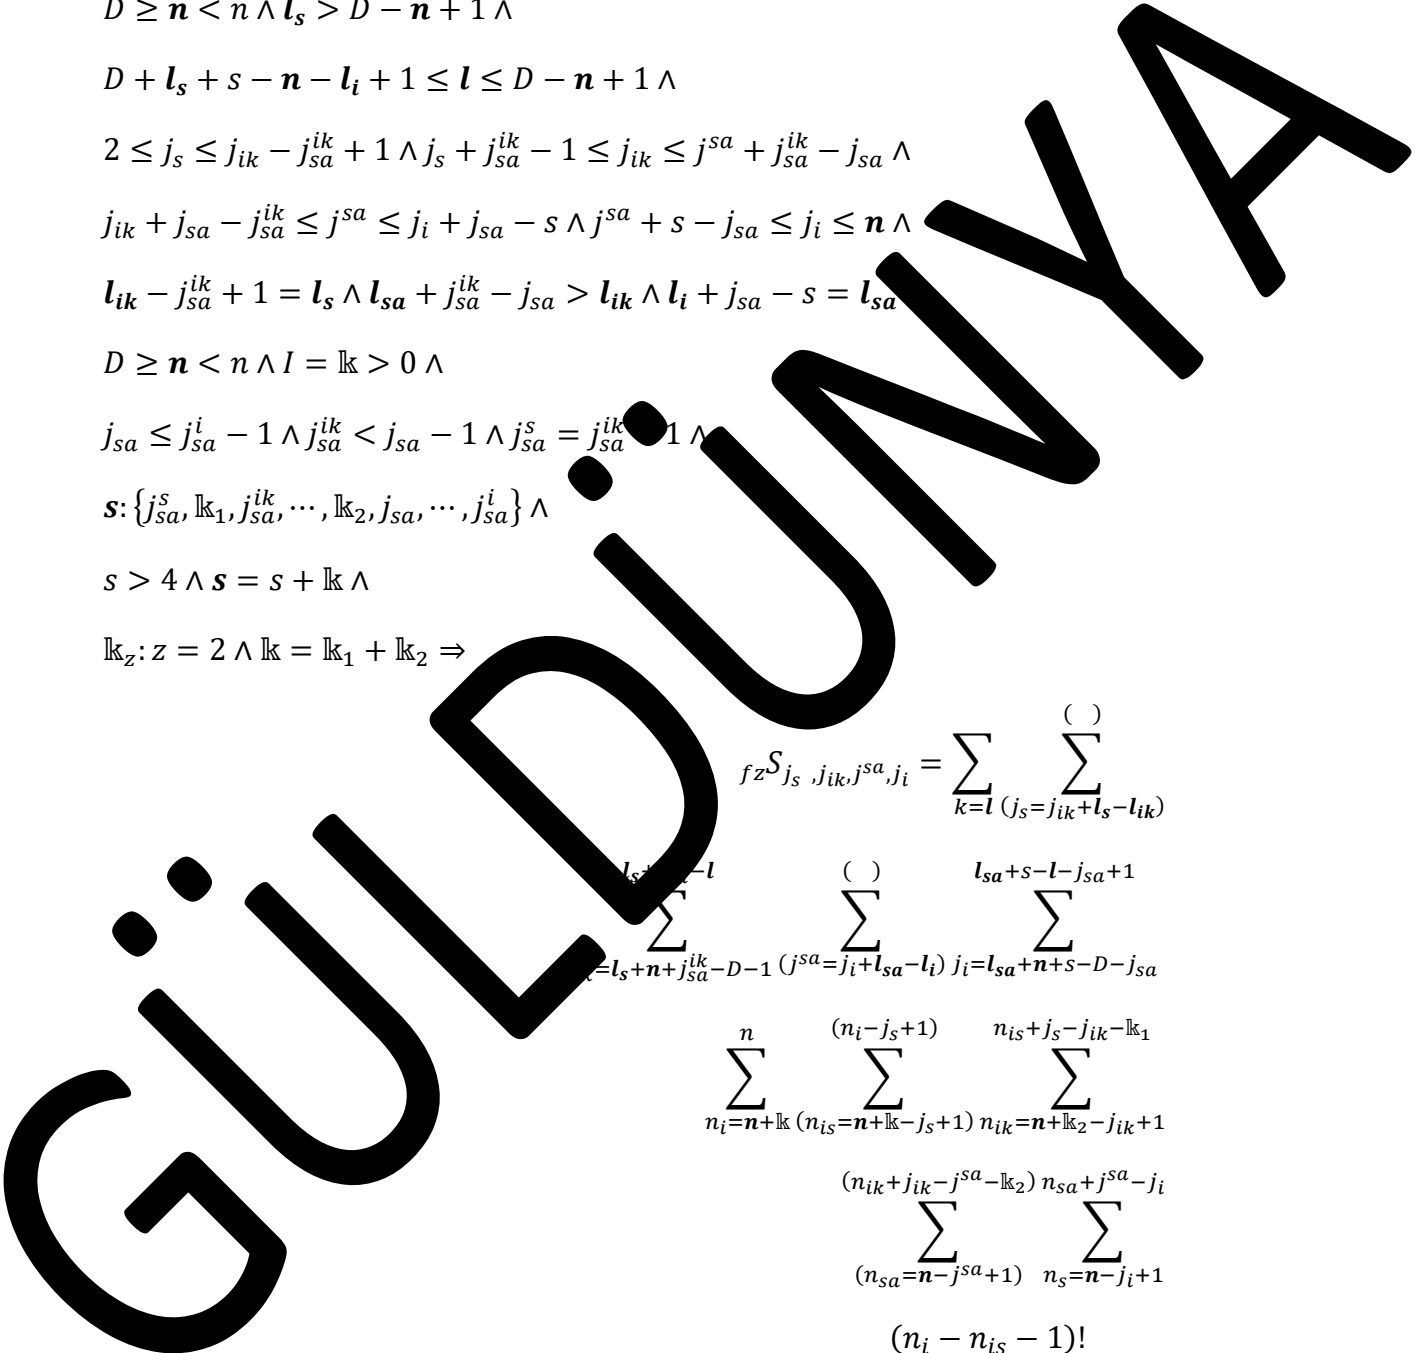 D ≥ 𝒏 < n ∧ 𝒍ₛ > D − 𝒏 + 1 ∧
D + 𝒍ₛ + s − 𝒏 − 𝒍ᵢ + 1 ≤ 𝒍 ≤ D − 𝒏 + 1 ∧
2 ≤ j_s ≤ j_{ik} − j_{sa}^{ik} + 1 ∧ j_s + j_{sa}^{ik} − 1 ≤ j_{ik} ≤ j^{sa} + j_{sa}^{ik} − j_{sa} ∧
j_{ik} + j_{sa} − j_{sa}^{ik} ≤ j^{sa} ≤ j_i + j_{sa} − s ∧ j^{sa} + s − j_{sa} ≤ j_i ≤ 𝒏 ∧
𝒍_{ik} − j_{sa}^{ik} + 1 = 𝒍_s ∧ 𝒍_{sa} + j_{sa}^{ik} − j_{sa} > 𝒍_{ik} ∧ 𝒍_i + j_{sa} − s = 𝒍_{sa}
D ≥ 𝒏 < n ∧ I = 𝕜 > 0 ∧
j_{sa} ≤ j_{sa}^i − 1 ∧ j_{sa}^{ik} < j_{sa} − 1 ∧ j_{sa}^s = j_{sa}^{ik} 1 ∧
𝒔: {j_{sa}^s, 𝕜_1, j_{sa}^{ik}, ⋯, 𝕜_2, j_{sa}, ⋯, j_{sa}^i} ∧
s > 4 ∧ 𝒔 = s + 𝕜 ∧
𝕜_z: z = 2 ∧ 𝕜 = 𝕜_1 + 𝕜_2 ⇒
( )
_{fz}S_{j_s ,j_{ik},j^{sa},j_i} = ∑ ∑
k=𝒍 (j_s=j_{ik}+𝒍_s−𝒍_{ik})
−𝒍 ( ) 𝒍_{sa}+s−𝒍−j_{sa}+1
∑ ∑ ∑
=𝒍_s+𝒏+j_{sa}^{ik}−D−1 (j^{sa}=j_i+𝒍_{sa}−𝒍_i) j_i=𝒍_{sa}+𝒏+s−D−j_{sa}
n (n_i−j_s+1) n_{is}+j_s−j_{ik}−𝕜_1
∑ ∑ ∑
n_i=𝒏+𝕜 (n_{is}=𝒏+𝕜−j_s+1) n_{ik}=𝒏+𝕜_2−j_{ik}+1
(n_{ik}+j_{ik}−j^{sa}−𝕜_2) n_{sa}+j^{sa}−j_i
∑ ∑
(n_{sa}=𝒏−j^{sa}+1) n_s=𝒏−j_i+1
(n_i − n_{is} − 1)!
GÜLDÜNYA